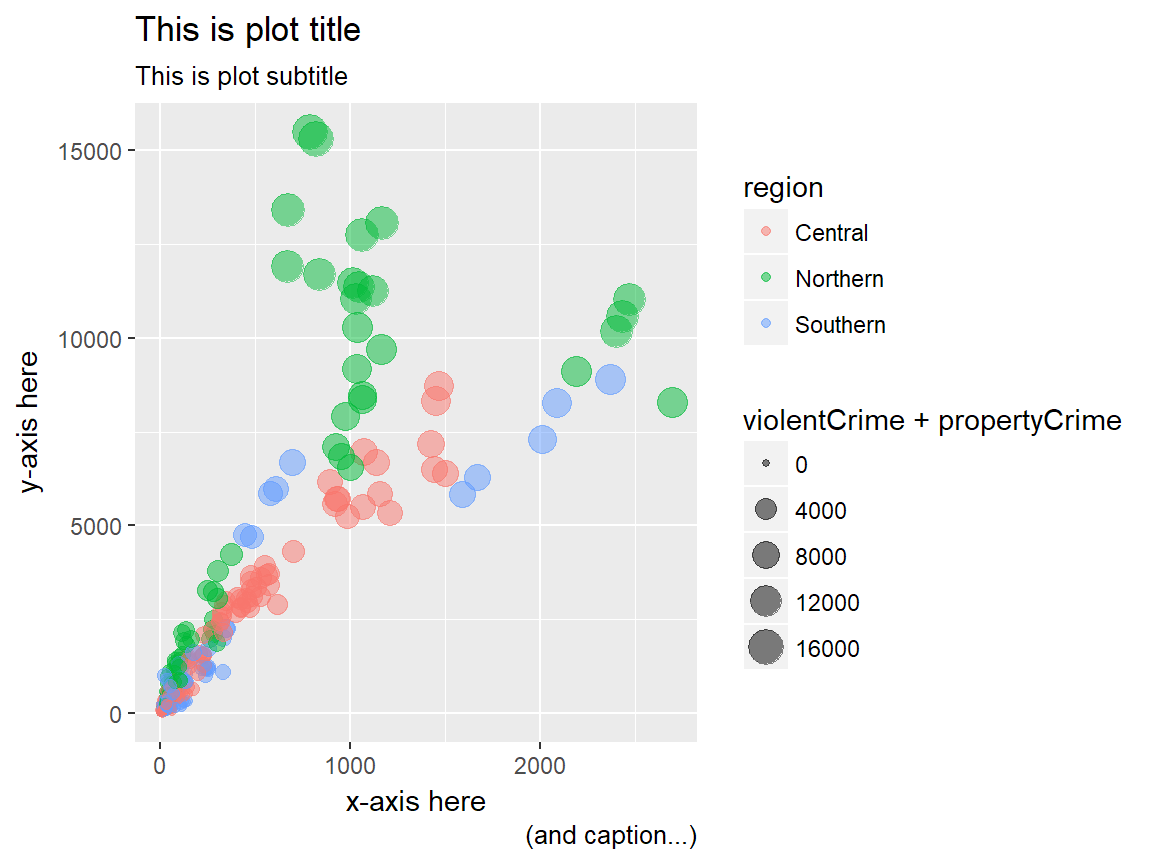 This is plot title
This is plot subtitle
y-axis here
15000
10000
5000
0
0
1000
2000
x-axis here
(and caption...)
region
Central
Northern
Southern
violentCrime + propertyCrime
0
4000
8000
12000
16000